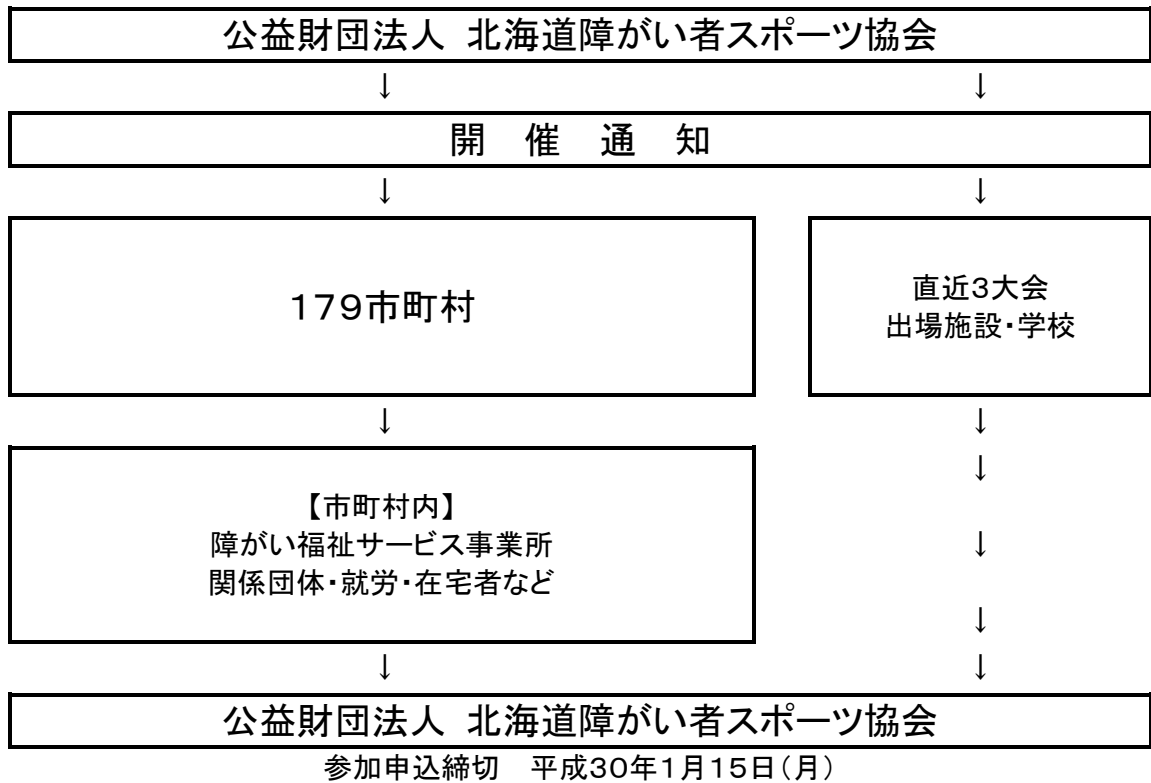 公益財団法人 北海道障がい者スポーツ協会
↓ ↓
開 催 通 知
↓ ↓
179市町村
直近3大会
出場施設・学校
↓ ↓
↓
【市町村内】
障がい福祉サービス事業所
関係団体・就労・在宅者など
↓
↓
↓ ↓
公益財団法人 北海道障がい者スポーツ協会
参加申込締切 平成30年1月15日(月)